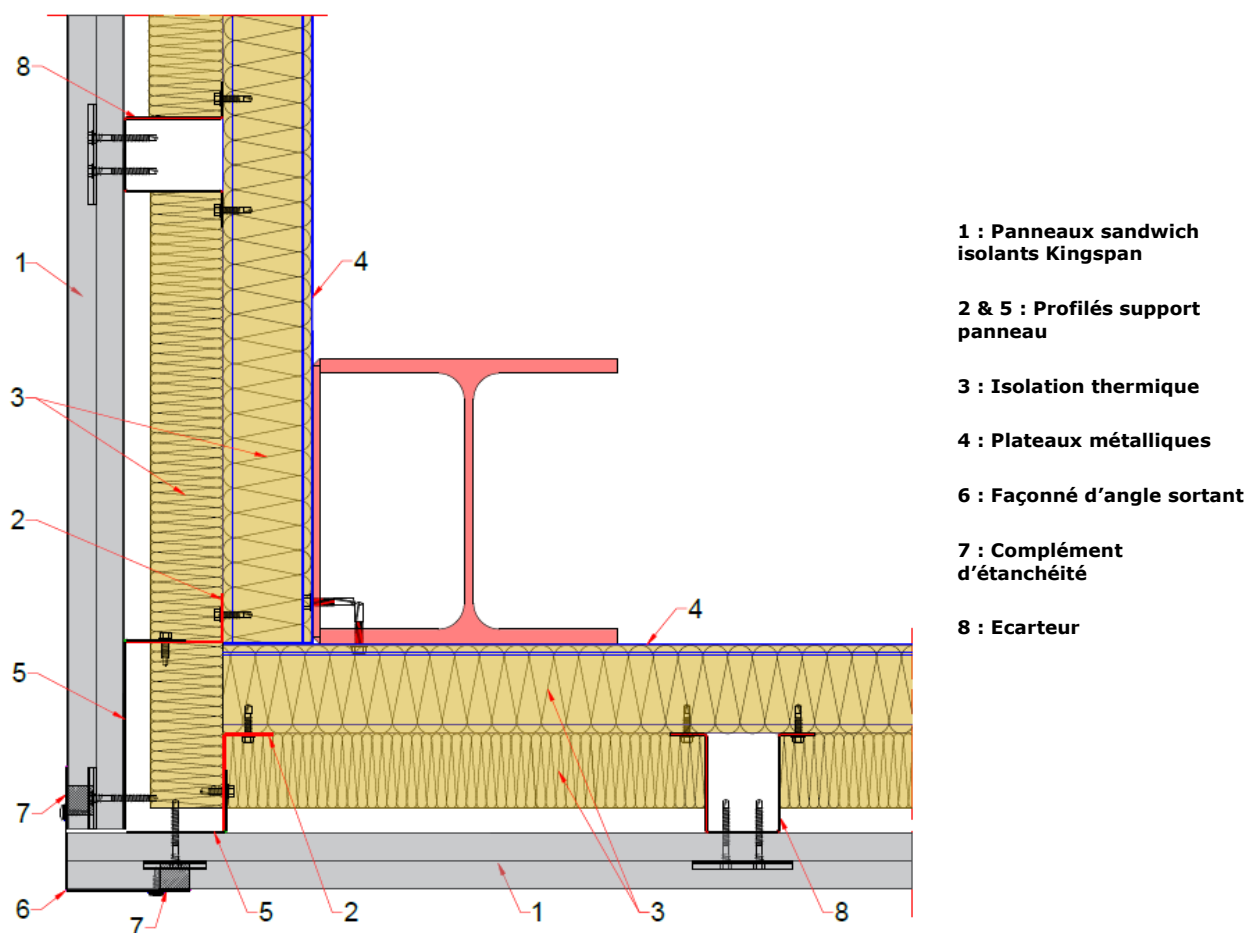 8
1
4
1 : Panneaux sandwich
isolants Kingspan
2 & 5 : Profilés support
panneau
3
3 : Isolation thermique
4 : Plateaux métalliques
2
6 : Façonné d’angle sortant
7 : Complément
d’étanchéité
4
8 : Ecarteur
5
7
6
7
5
2
1
3
8